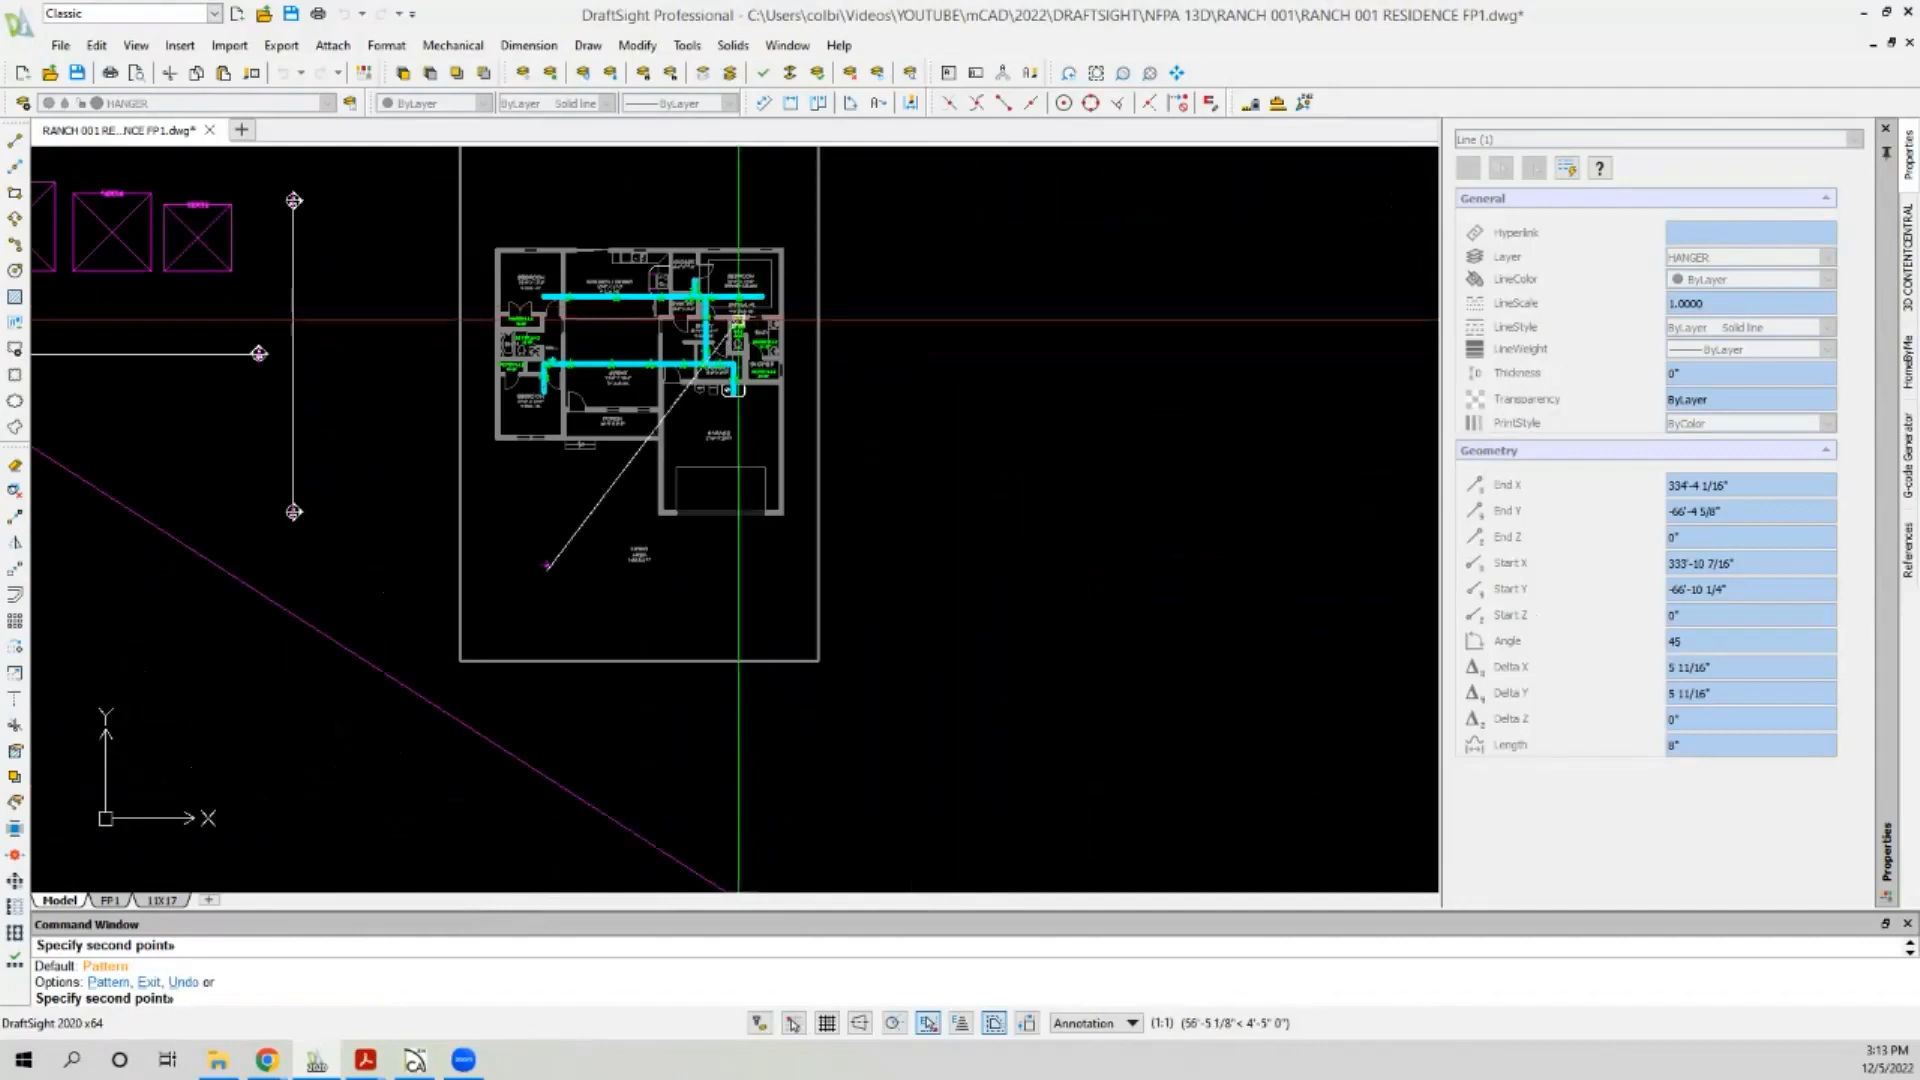 Classic
DraftSight Professional - C:\Users\colbi\Videos\YOUTUBE\mCAD\2022\DRAFTSIGHT\NFPA 13D\RANCH 001\RANCH 001 RESIDENCE FP1.dwg*
File Edit View Insert Import Export Attach Format Mechanical Dimension Draw Modify Tools Solids Window Help
HANGER ByLayer ByLayer Solid line ByLayer
RANCH 001 RE...NCE FP1.dwg*
Line (1)
General
Hyperlink
Layer HANGER
LineColor ByLayer
LineScale 1.0000
LineStyle ByLayer Solid line
LineWeight ByLayer
Thickness 0"
Transparency ByLayer
PrintStyle ByColor
Geometry
End X 334'-4 1/16"
End Y -66'-4 5/8"
End Z 0"
Start X 333'-10 7/16"
Start Y -66'-10 1/4"
Start Z 0"
Angle 45
Delta X 5 11/16"
Delta Y 5 11/16"
Delta Z 0"
Length 8"
Properties
3D CONTENTCENTRAL
HomeByMe
G-code Generator
References
Properties
Y
X
Model FP1 11X17
Command Window
Specify second point»
Default: Pattern
Options: Pattern, Exit, Undo or
Specify second point»
DraftSight 2020 x64
Annotation (1:1) (56'-5 1/8"< 4'-5" 0")
3:13 PM
12/5/2022